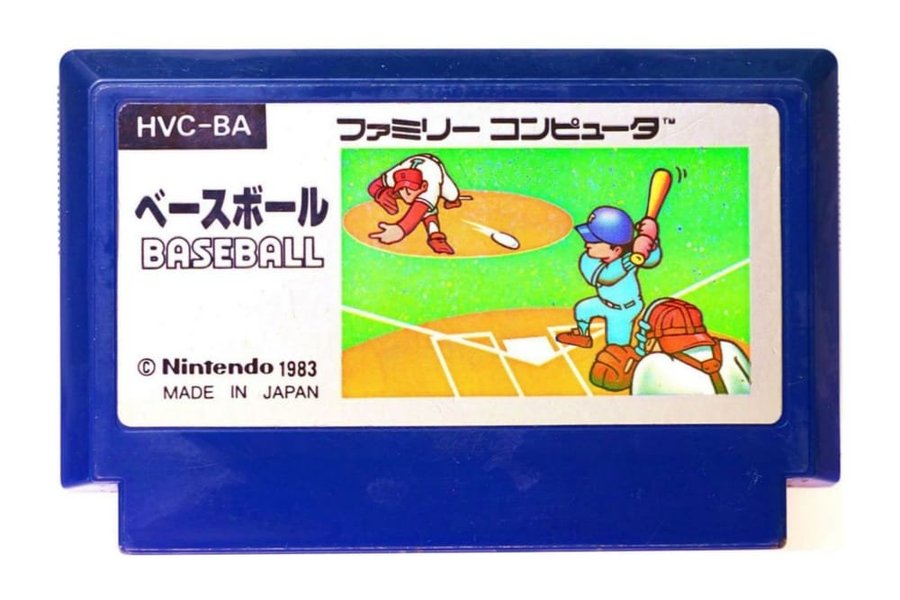 HVC-BA
ファミリー コンピュータ™
ベースボール
BASEBALL
© Nintendo 1983
MADE IN JAPAN